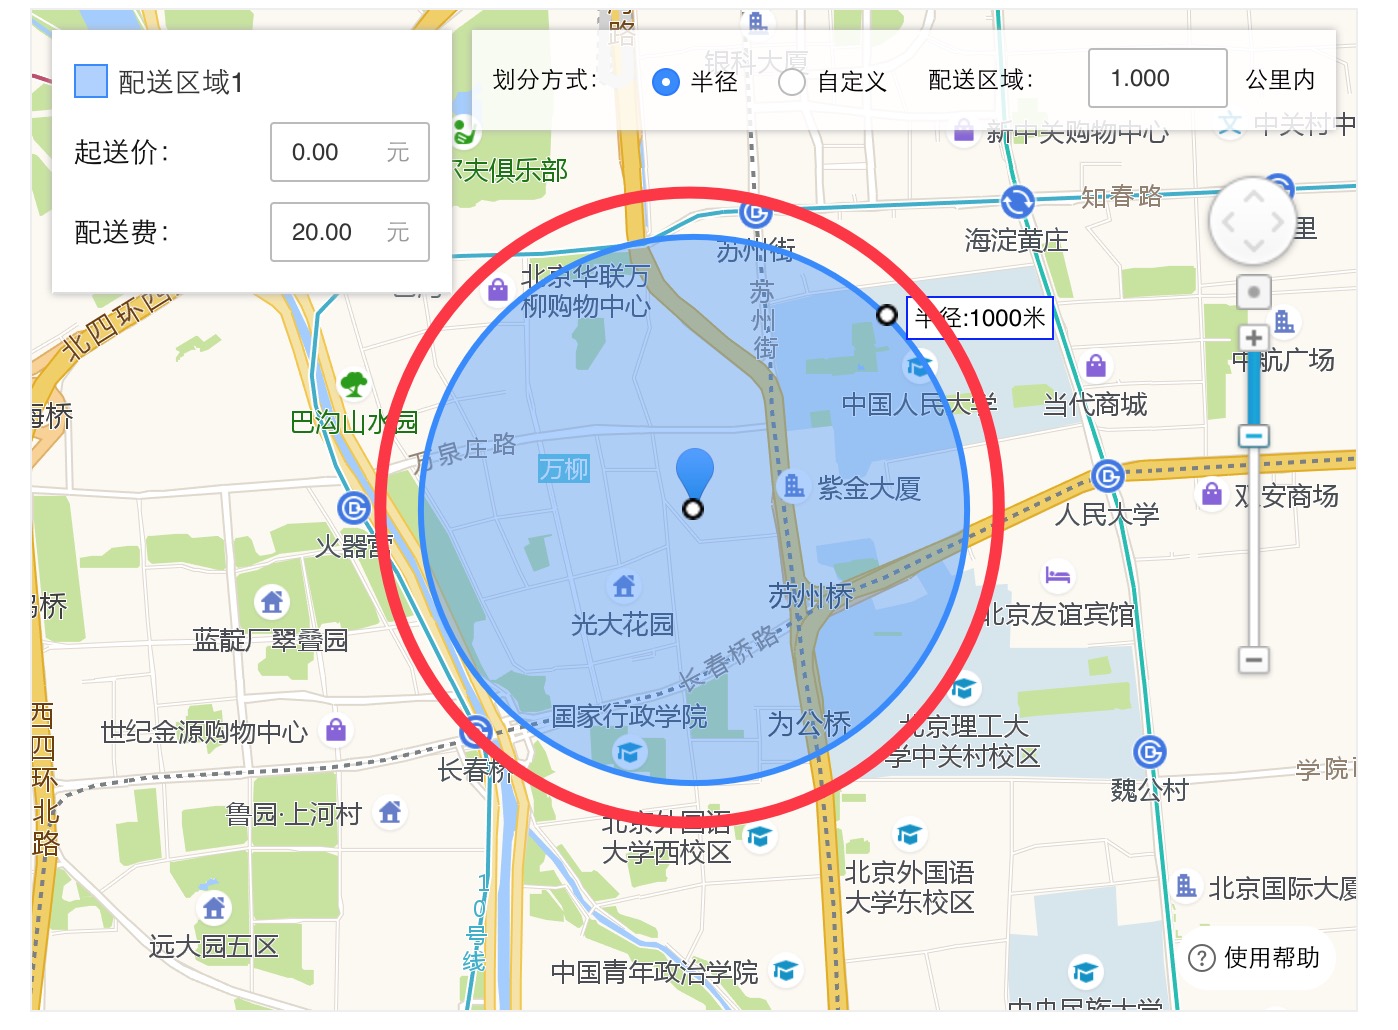 配送区域1
起送价：
0.00 元
配送费：
20.00 元
划分方式： 半径 自定义 配送区域： 1.000 公里内
银科大厦
新中关购物中心
中关村中
尔夫俱乐部
知春路
海淀黄庄
里
苏州街
北京华联万
柳购物中心
苏州街
半径:1000米
北四环西
中航广场
中国人民大学
当代商城
海桥
巴沟山水园
万泉庄路
万柳
紫金大厦
双安商场
人民大学
火器营
苏州桥
北京友谊宾馆
光大花园
蓝靛厂翠叠园
长春桥路
国家行政学院
为公桥
北京理工大
学中关村校区
世纪金源购物中心
长春桥
西四环北路
学院南
魏公村
鲁园·上河村
北京外国语
大学西校区
北京外国语
大学东校区
北京国际大厦
10号线
远大园五区
中国青年政治学院
使用帮助
中央民族大学